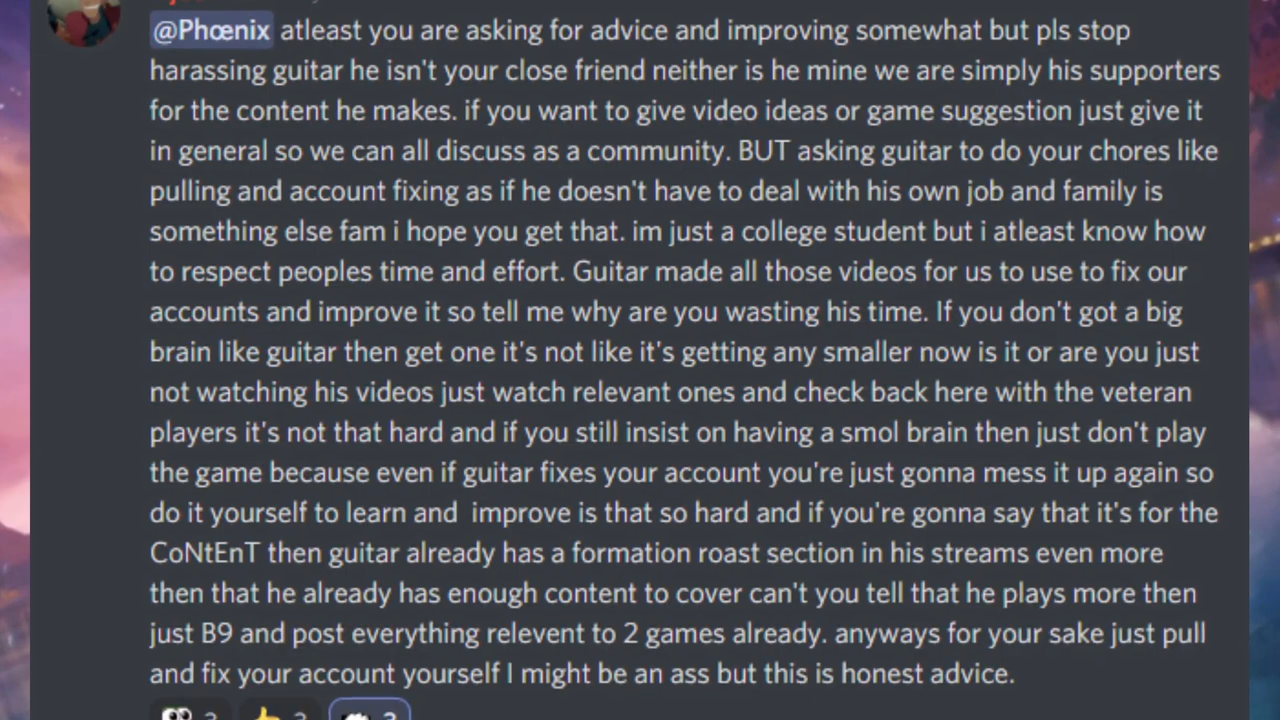 @Phœnix atleast you are asking for advice and improving somewhat but pls stop
harassing guitar he isn't your close friend neither is he mine we are simply his supporters
for the content he makes. if you want to give video ideas or game suggestion just give it
in general so we can all discuss as a community. BUT asking guitar to do your chores like
pulling and account fixing as if he doesn't have to deal with his own job and family is
something else fam i hope you get that. im just a college student but i atleast know how
to respect peoples time and effort. Guitar made all those videos for us to use to fix our
accounts and improve it so tell me why are you wasting his time. If you don't got a big
brain like guitar then get one it's not like it's getting any smaller now is it or are you just
not watching his videos just watch relevant ones and check back here with the veteran
players it's not that hard and if you still insist on having a smol brain then just don't play
the game because even if guitar fixes your account you're just gonna mess it up again so
do it yourself to learn and  improve is that so hard and if you're gonna say that it's for the
CoNtEnT then guitar already has a formation roast section in his streams even more
then that he already has enough content to cover can't you tell that he plays more then
just B9 and post everything relevent to 2 games already. anyways for your sake just pull
and fix your account yourself I might be an ass but this is honest advice.